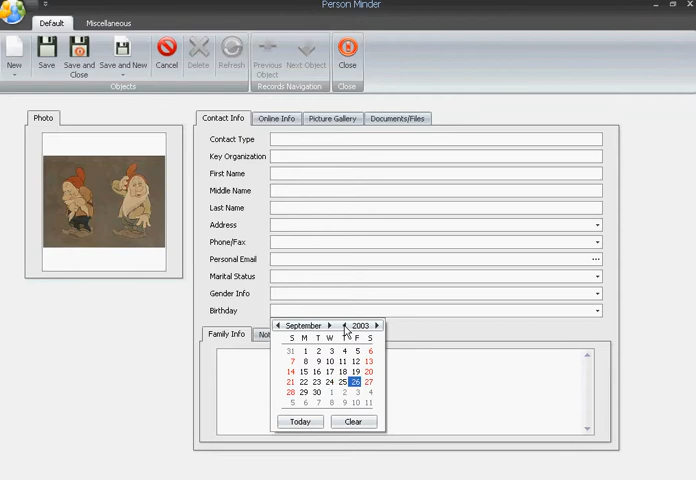 Person Minder
Default Miscellaneous
New Save Save and Close Save and New Cancel Delete Refresh Previous Object Next Object Close
Objects Records Navigation Close
Photo
Contact Info Online Info Picture Gallery Documents/Files
Contact Type
Key Organization
First Name
Middle Name
Last Name
Address
Phone/Fax
Personal Email ...
Marital Status
Gender Info
Birthday
September 2003
Family Info
S M T W T F S
31 1 2 3 4 5 6
7 8 9 10 11 12 13
14 15 16 17 18 19 20
21 22 23 24 25 26 27
28 29 30 1 2 3 4
5 6 7 8 9 10 11
Today Clear